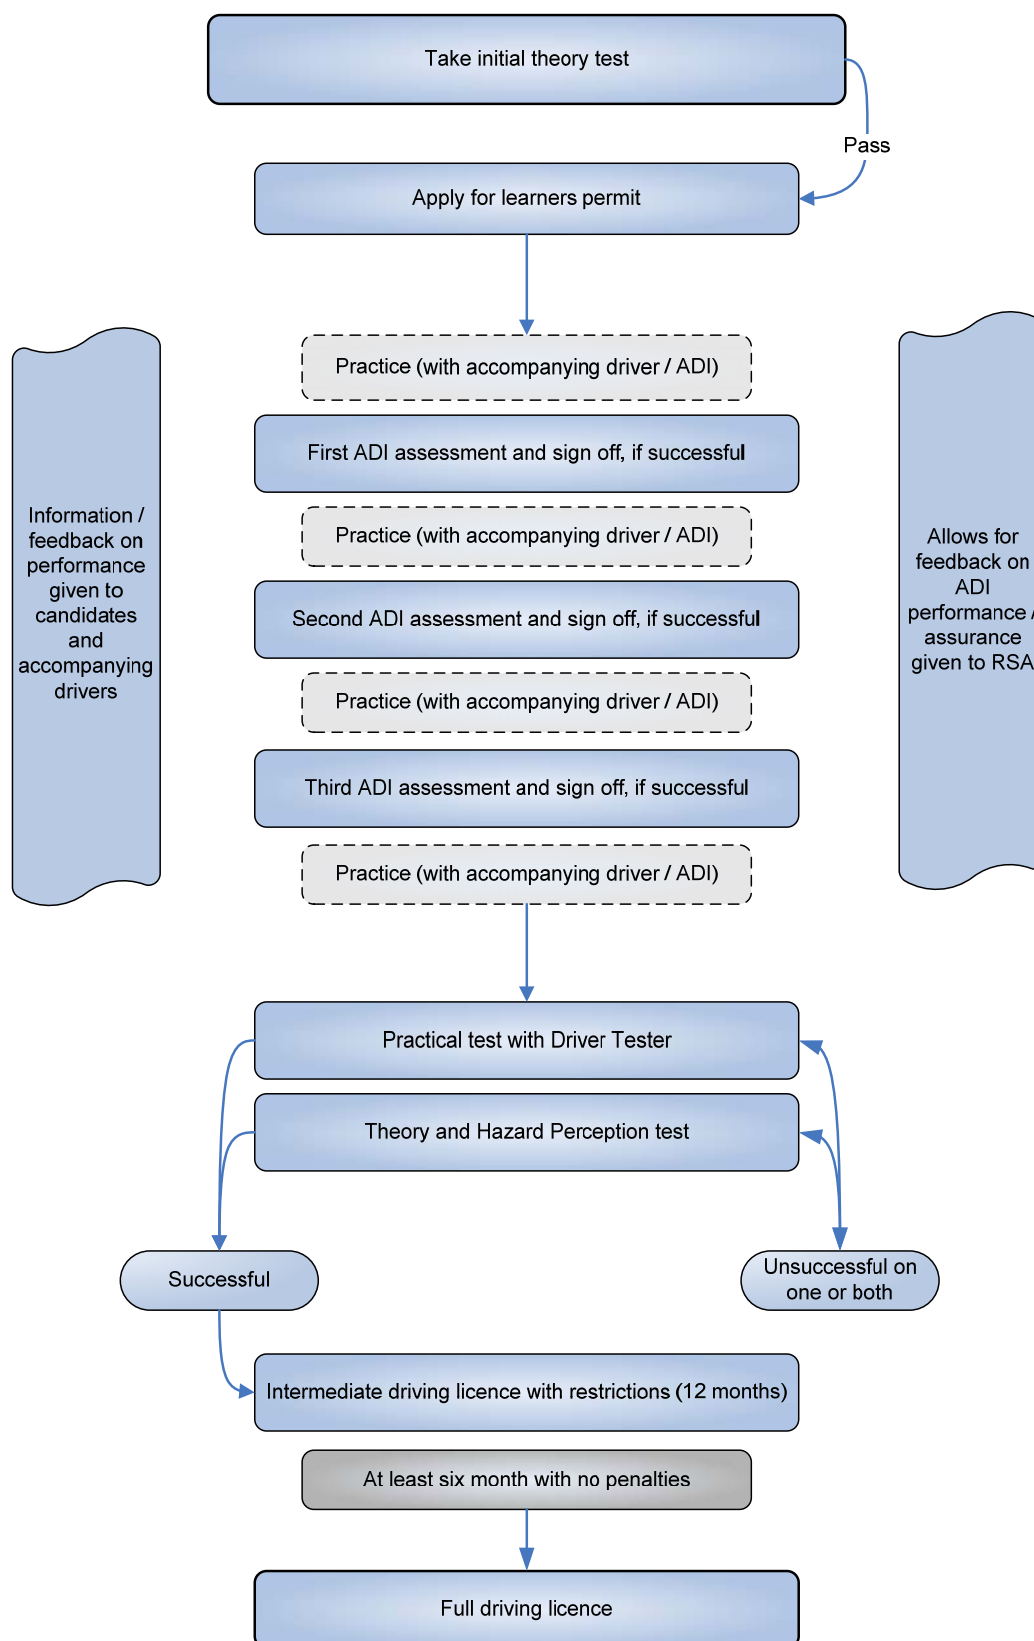 Take initial theory test
Pass
Apply for learners permit
Practice (with accompanying driver / ADI)
First ADI assessment and sign off, if successful
Practice (with accompanying driver / ADI)
Second ADI assessment and sign off, if successful
Practice (with accompanying driver / ADI)
Third ADI assessment and sign off, if successful
Practice (with accompanying driver / ADI)
Information /
feedback on
performance
given to
candidates
and
accompanying
drivers
Allows for
feedback on
ADI
performance /
assurance
given to RSA
Practical test with Driver Tester
Theory and Hazard Perception test
Successful
Unsuccessful on
one or both
Intermediate driving licence with restrictions (12 months)
At least six month with no penalties
Full driving licence